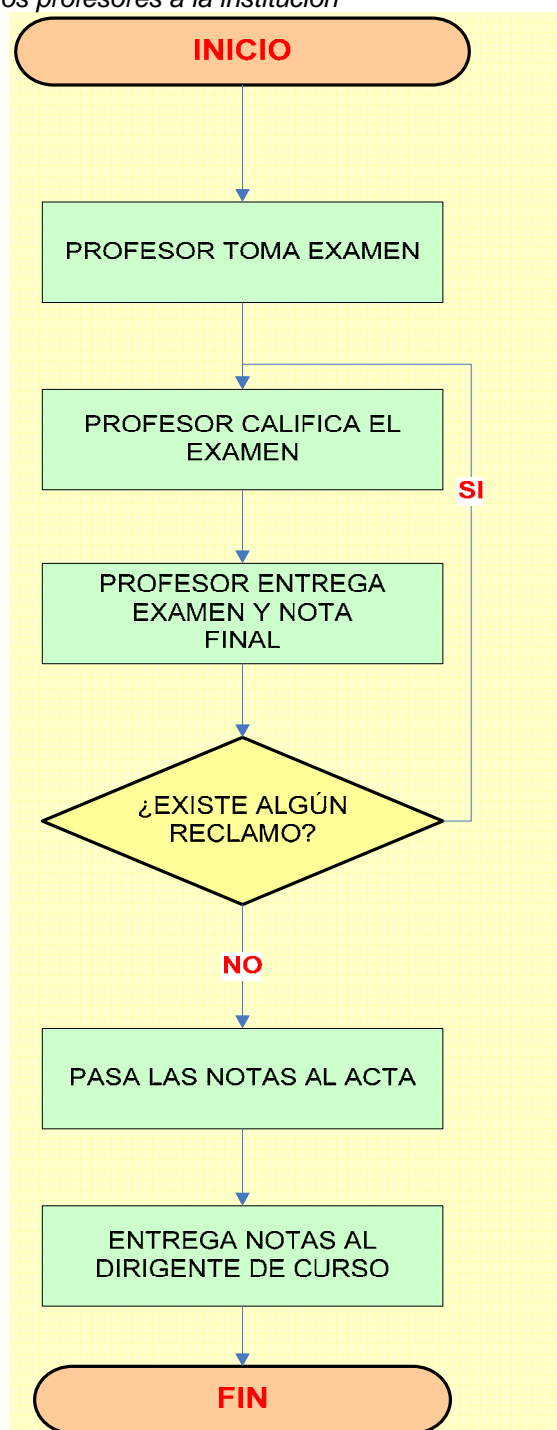 os profesores a la institución
INICIO
PROFESOR TOMA EXAMEN
PROFESOR CALIFICA EL
EXAMEN
SI
PROFESOR ENTREGA
EXAMEN Y NOTA
FINAL
¿EXISTE ALGÚN
RECLAMO?
NO
PASA LAS NOTAS AL ACTA
ENTREGA NOTAS AL
DIRIGENTE DE CURSO
FIN